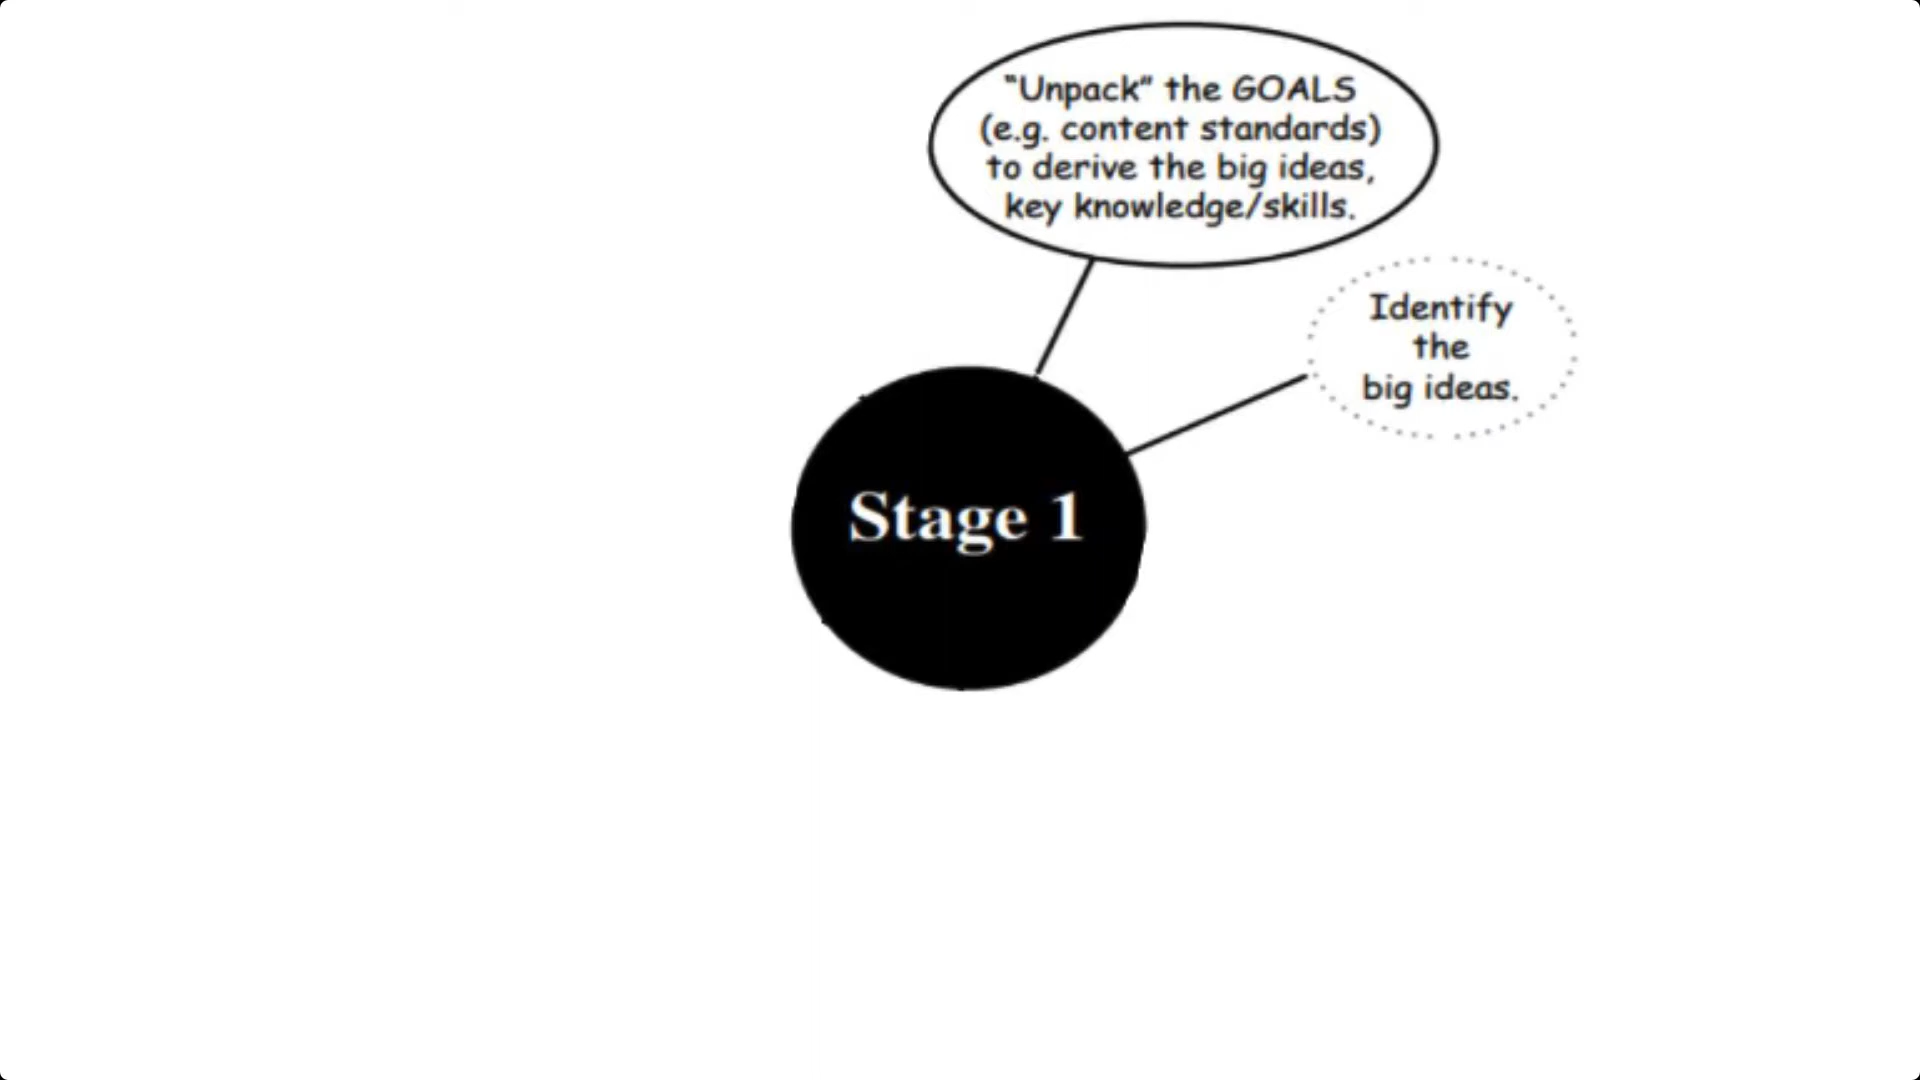 “Unpack” the GOALS
(e.g. content standards)
to derive the big ideas,
key knowledge/skills.
Identify
the
big ideas.
Stage 1